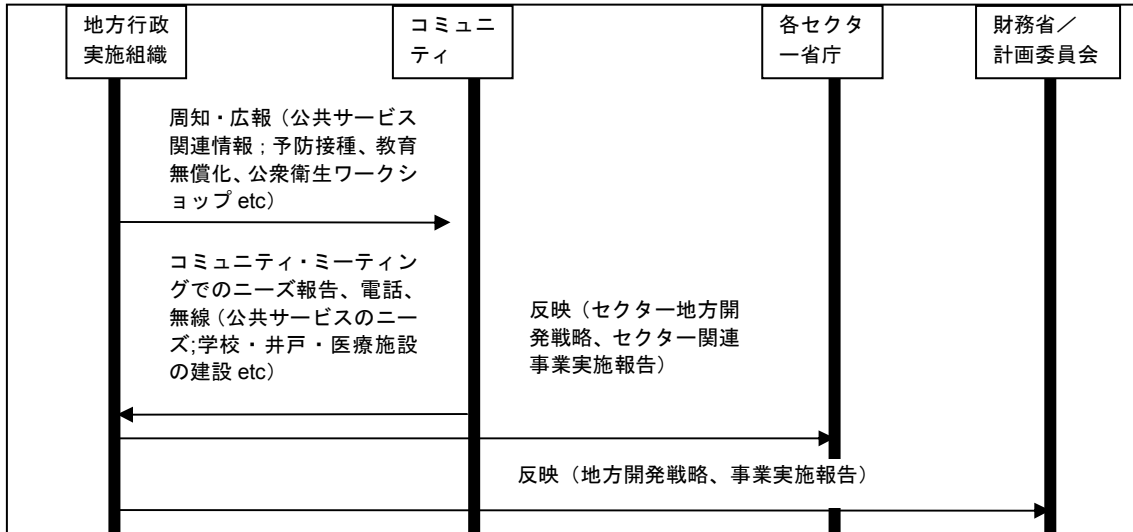 地方行政
実施組織
コミュニ
ティ
各セクタ
ー省庁
財務省／
計画委員会
周知・広報（公共サービス
関連情報；予防接種、教育
無償化、公衆衛生ワークシ
ョップ etc）
コミュニティ・ミーティン
グでのニーズ報告、電話、
無線（公共サービスのニー
ズ;学校・井戸・医療施設
の建設 etc）
反映（セクター地方開
発戦略、セクター関連
事業実施報告）
反映（地方開発戦略、事業実施報告）